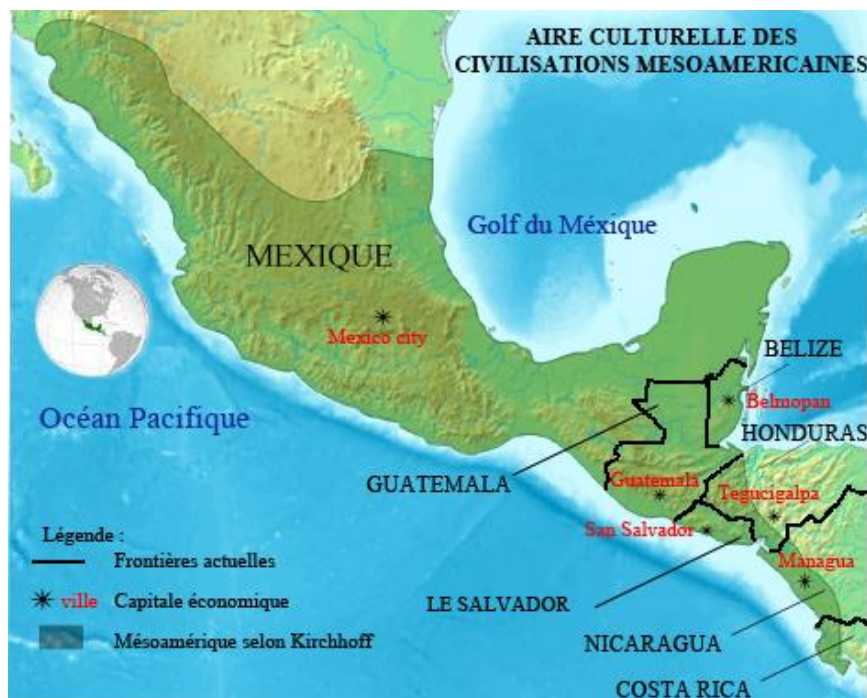 AIRE CULTURELLE DES
CIVILISATIONS MESOAMERICAINES
Golf du Méxique
MEXIQUE
Mexico city
BELIZE
Belmopan
Océan Pacifique
HONDURAS
GUATEMALA
Guatemala
Tegucigalpa
San Salvador
Managua
LE SALVADOR
NICARAGUA
COSTA RICA
Légende :
Frontières actuelles
ville Capitale économique
Mésoamérique selon Kirchhoff